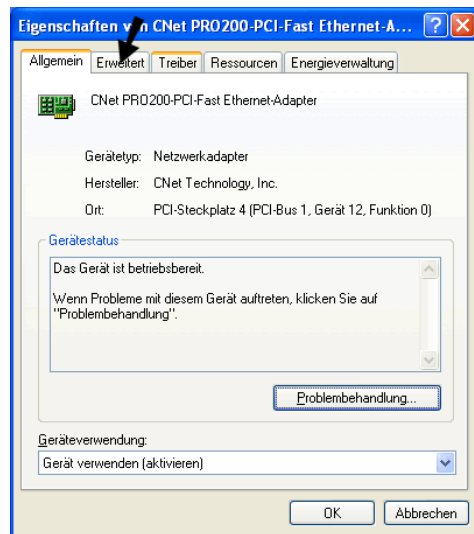 Eigenschaften von CNet PRO200-PCI-Fast Ethernet-A...
Allgemein Erweitert Treiber Ressourcen Energieverwaltung
CNet PRO200-PCI-Fast Ethernet-Adapter
Gerätetyp: Netzwerkadapter
Hersteller: CNet Technology, Inc.
Ort: PCI-Steckplatz 4 (PCI-Bus 1, Gerät 12, Funktion 0)
Gerätestatus
Das Gerät ist betriebsbereit.
Wenn Probleme mit diesem Gerät auftreten, klicken Sie auf
"Problembehandlung".
Problembehandlung...
Geräteverwendung:
Gerät verwenden (aktivieren)
OK Abbrechen